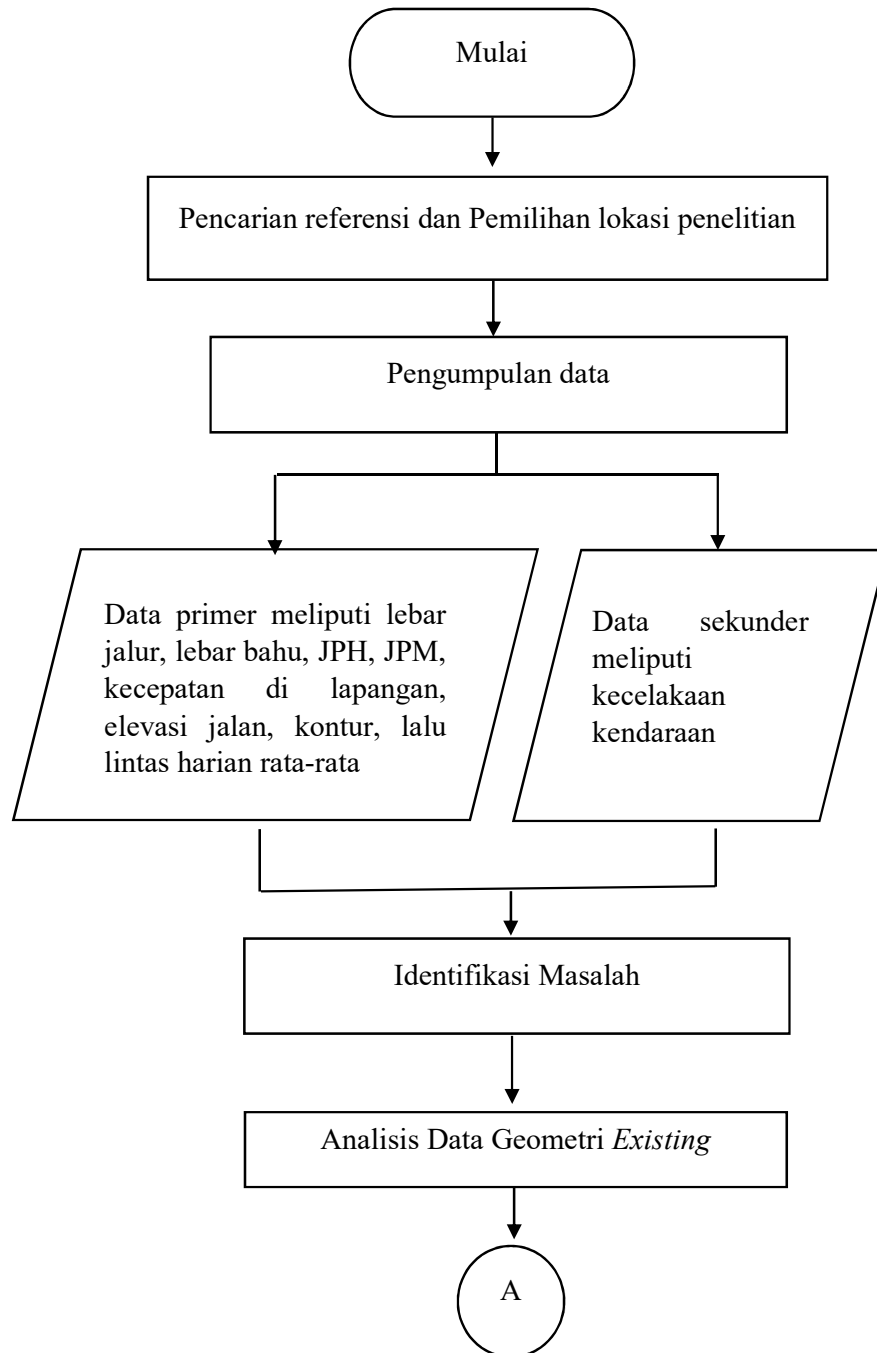 Mulai
Pencarian referensi dan Pemilihan lokasi penelitian
Pengumpulan data
Data primer meliputi lebar
jalur, lebar bahu, JPH, JPM,
kecepatan di lapangan,
elevasi jalan, kontur, lalu
lintas harian rata-rata
Data sekunder
meliputi
kecelakaan
kendaraan
Identifikasi Masalah
Analisis Data Geometri Existing
A